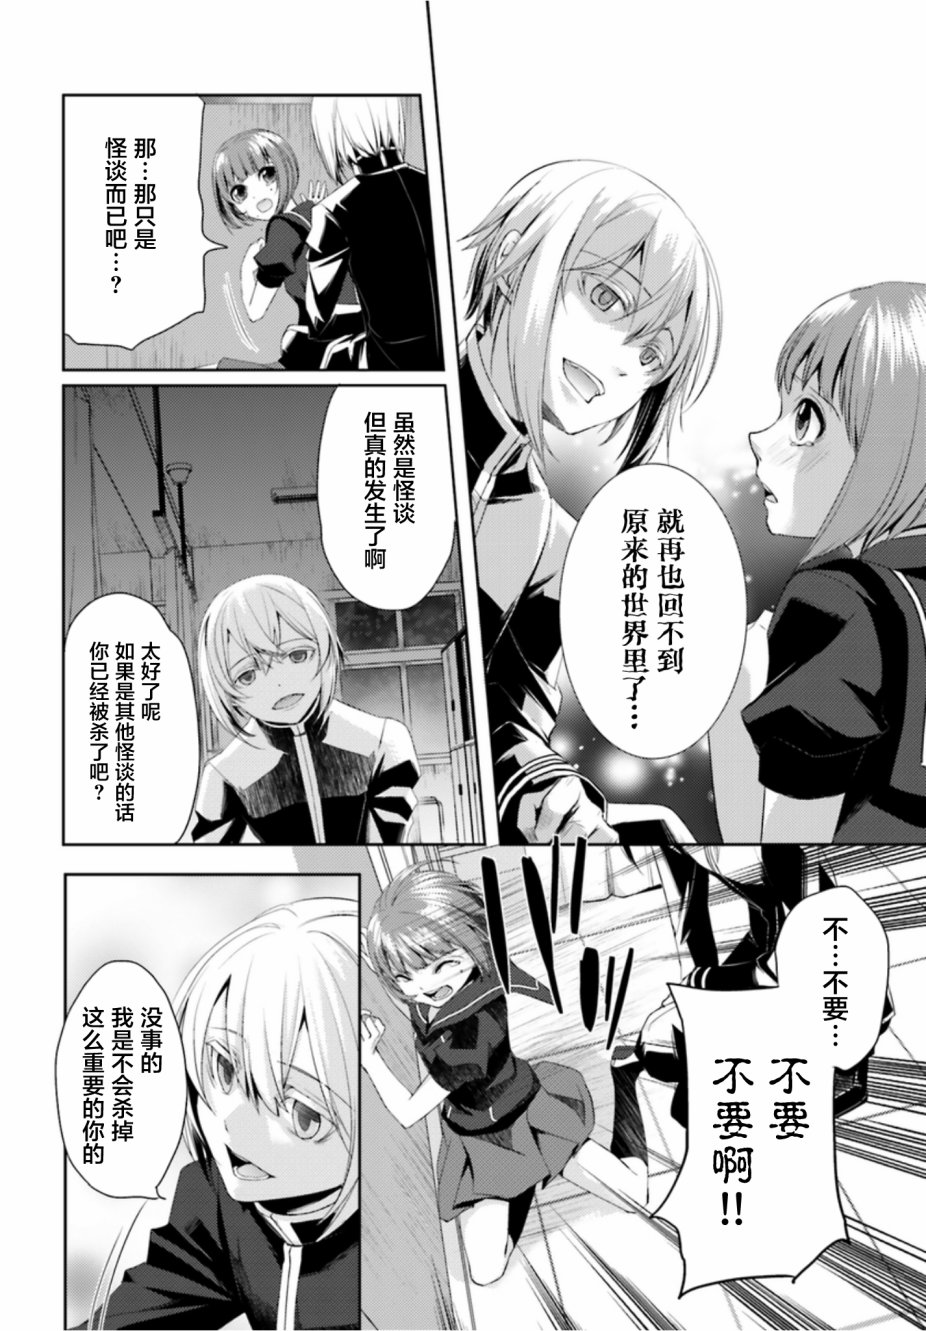 就再也回不到
原来的世界里了…
那…那只是
怪谈而已吧…?
虽然是怪谈
但真的发生了啊
太好了呢
如果是其他怪谈的话
你已经被杀了吧?
不…不要…
不要
不要啊!!
没事的
我是不会杀掉
这么重要的你的